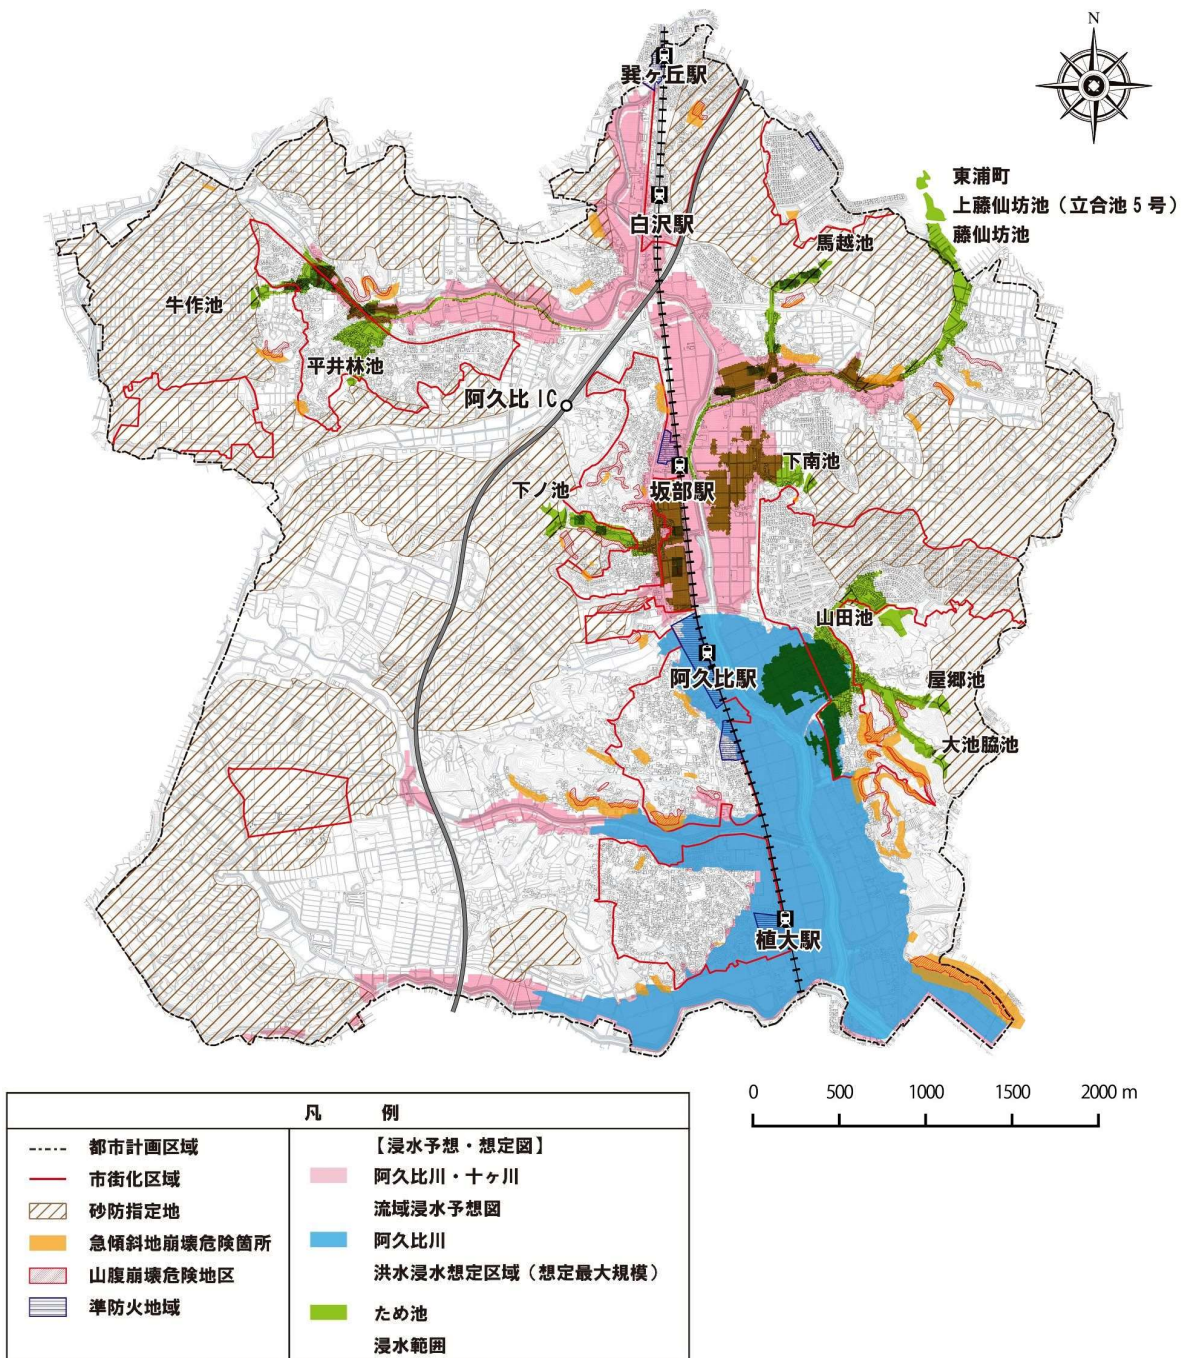 N
巽ヶ丘駅
東浦町
上藤仙坊池（立合池 5 号）
藤仙坊池
白沢駅
馬越池
牛作池
平井林池
阿久比 IC
下南池
坂部駅
下ノ池
山田池
阿久比駅
屋郷池
大池脇池
植大駅
0 500 1000 1500 2000 m
凡 例
都市計画区域
市街化区域
砂防指定地
急傾斜地崩壊危険箇所
山腹崩壊危険地区
準防火地域
【浸水予想・想定図】
阿久比川・十ヶ川
流域浸水予想図
阿久比川
洪水浸水想定区域（想定最大規模）
ため池
浸水範囲